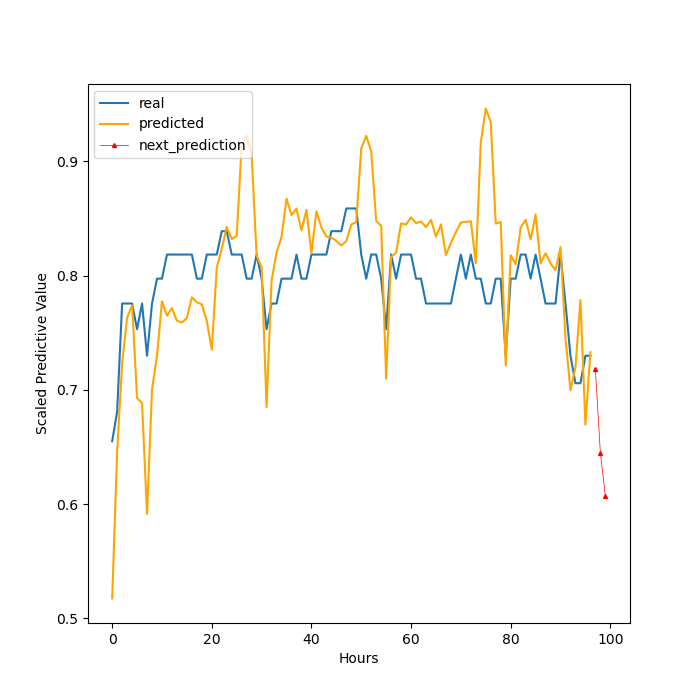 real
predicted
next_prediction
0.9
0.8
0.7
0.6
0.5
Scaled Predictive Value
0 20 40 60 80 100
Hours